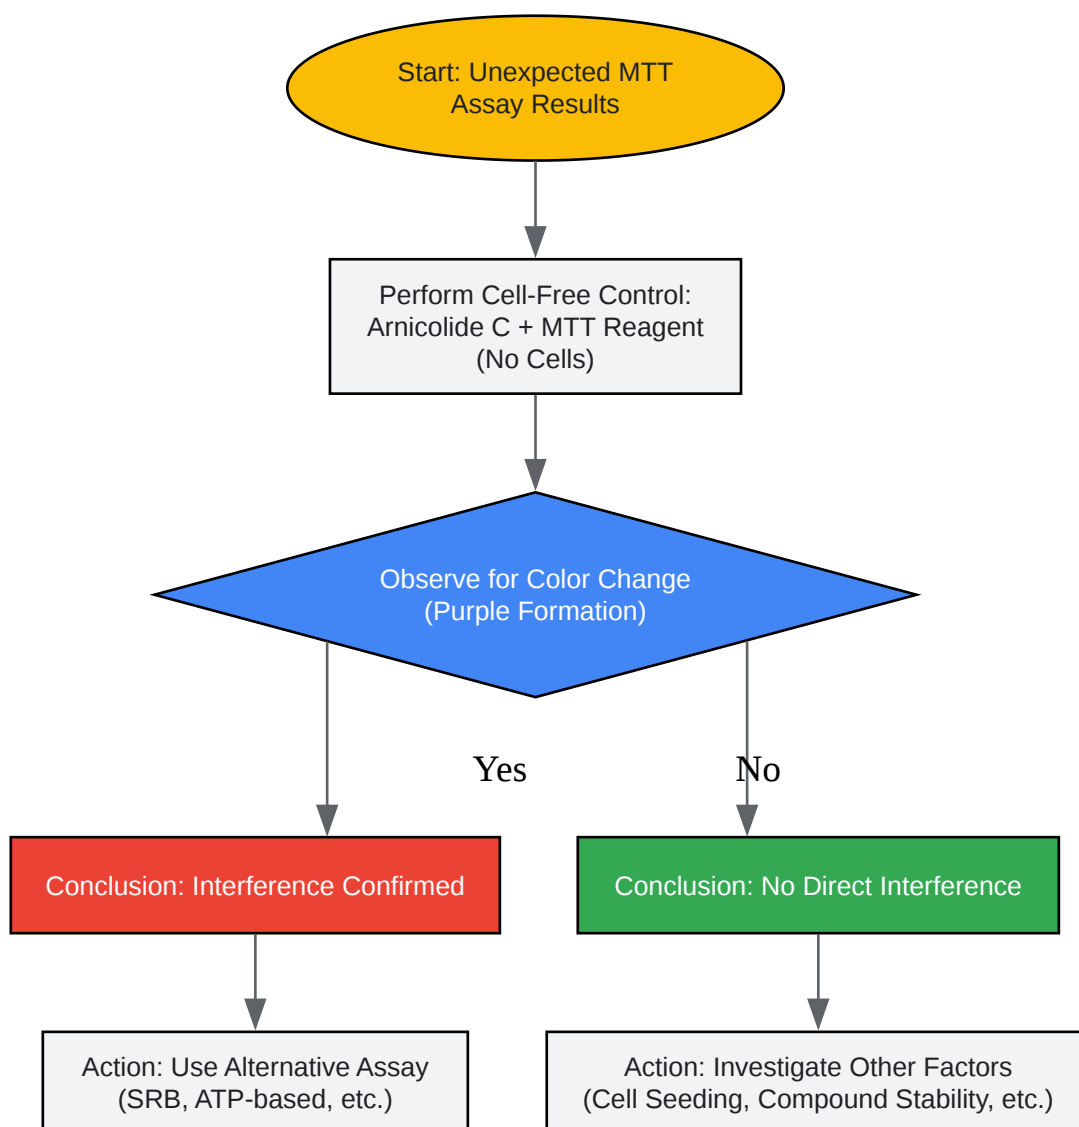 Start: Unexpected MTT
Assay Results
Perform Cell-Free Control:
Arnicolide C + MTT Reagent
(No Cells)
Observe for Color Change
(Purple Formation)
Yes
No
Conclusion: Interference Confirmed
Conclusion: No Direct Interference
Action: Use Alternative Assay
(SRB, ATP-based, etc.)
Action: Investigate Other Factors
(Cell Seeding, Compound Stability, etc.)